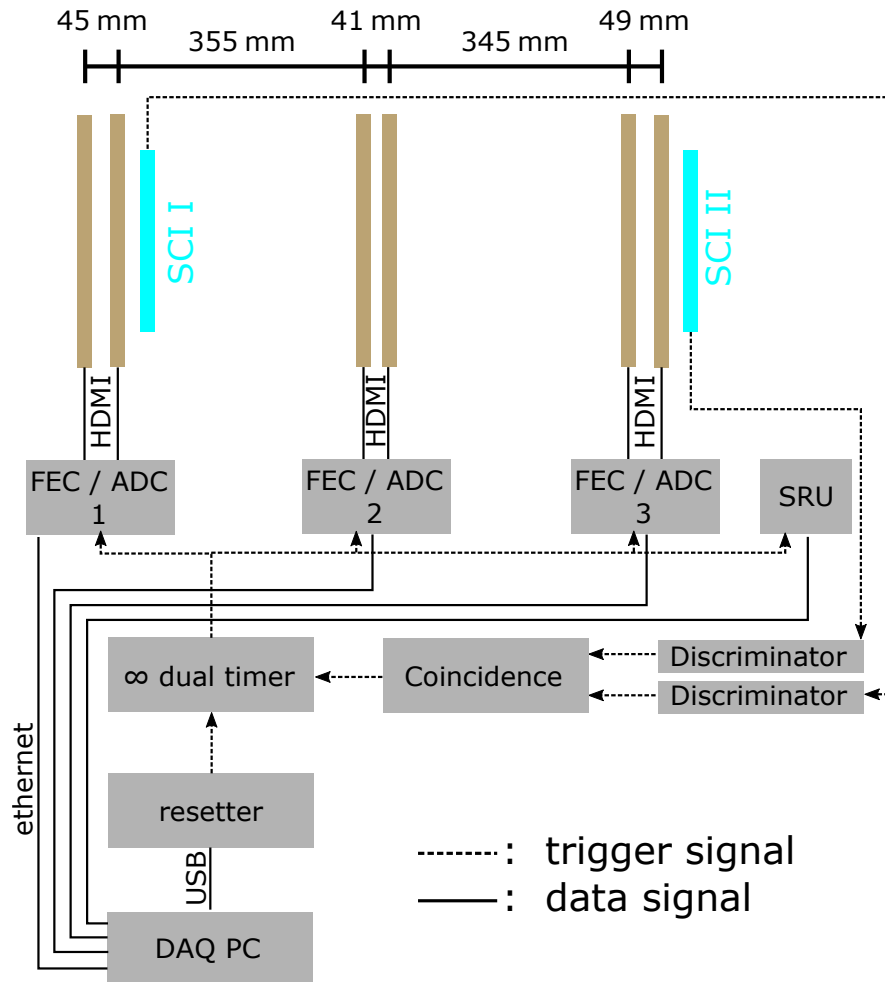 45 mm
355 mm
41 mm
345 mm
49 mm
SCI I
SCI II
HDMI
HDMI
HDMI
FEC / ADC
1
FEC / ADC
2
FEC / ADC
3
SRU
∞ dual timer
Coincidence
Discriminator
Discriminator
ethernet
resetter
USB
DAQ PC
: trigger signal
: data signal